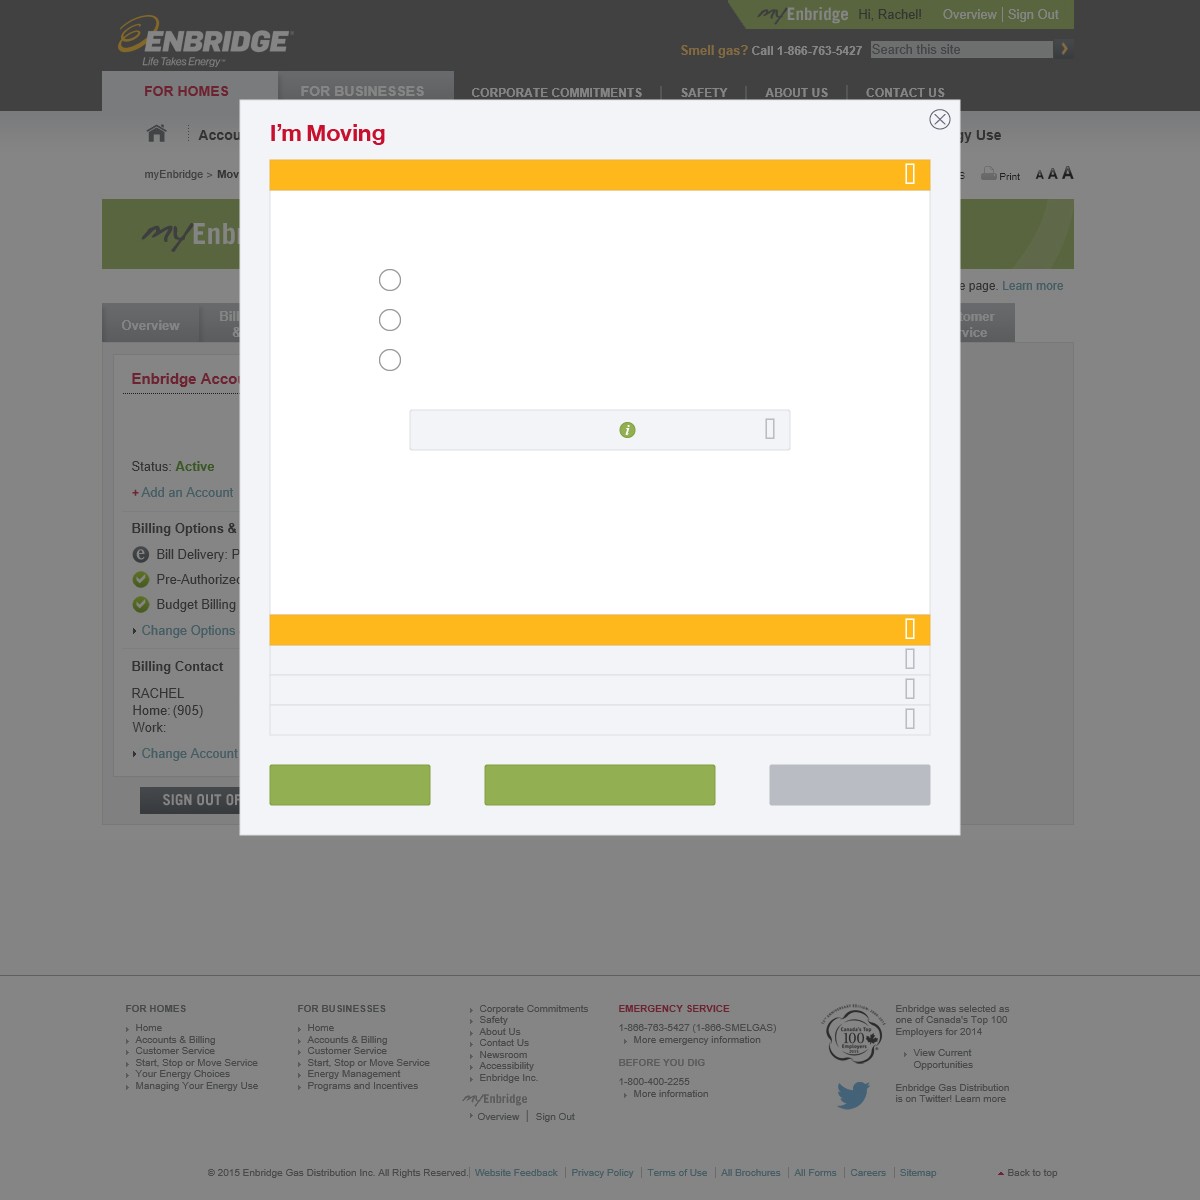 ENBRIDGE
Life Takes Energy™
myEnbridge Hi, Rachel! Overview Sign Out
Smell gas? Call 1-866-763-5427 Search this site
FOR HOMES FOR BUSINESSES CORPORATE COMMITMENTS SAFETY ABOUT US CONTACT US
I'm Moving
Accou
gy Use
myEnbridge > Mov
Print A A A
myEnb
e page. Learn more
Overview
Bill
&
tomer
vice
Enbridge Accou
Status: Active
+ Add an Account
Billing Options &
Bill Delivery: P
Pre-Authorized
Budget Billing
Change Options
Billing Contact
RACHEL
Home: (905)
Work:
Change Account
SIGN OUT OF
FOR HOMES
Home
Accounts & Billing
Customer Service
Start, Stop or Move Service
Your Energy Choices
Managing Your Energy Use
FOR BUSINESSES
Home
Accounts & Billing
Customer Service
Start, Stop or Move Service
Energy Management
Programs and Incentives
Corporate Commitments
Safety
About Us
Contact Us
Newsroom
Accessibility
Enbridge Inc.
myEnbridge
Overview Sign Out
EMERGENCY SERVICE
1-866-763-5427 (1-866-SMELGAS)
More emergency information
BEFORE YOU DIG
1-800-400-2255
More information
Canada's Top
100
Employers
Enbridge was selected as
one of Canada's Top 100
Employers for 2014
View Current
Opportunities
Enbridge Gas Distribution
is on Twitter! Learn more
© 2015 Enbridge Gas Distribution Inc. All Rights Reserved. Website Feedback Privacy Policy Terms of Use All Brochures All Forms Careers Sitemap Back to top